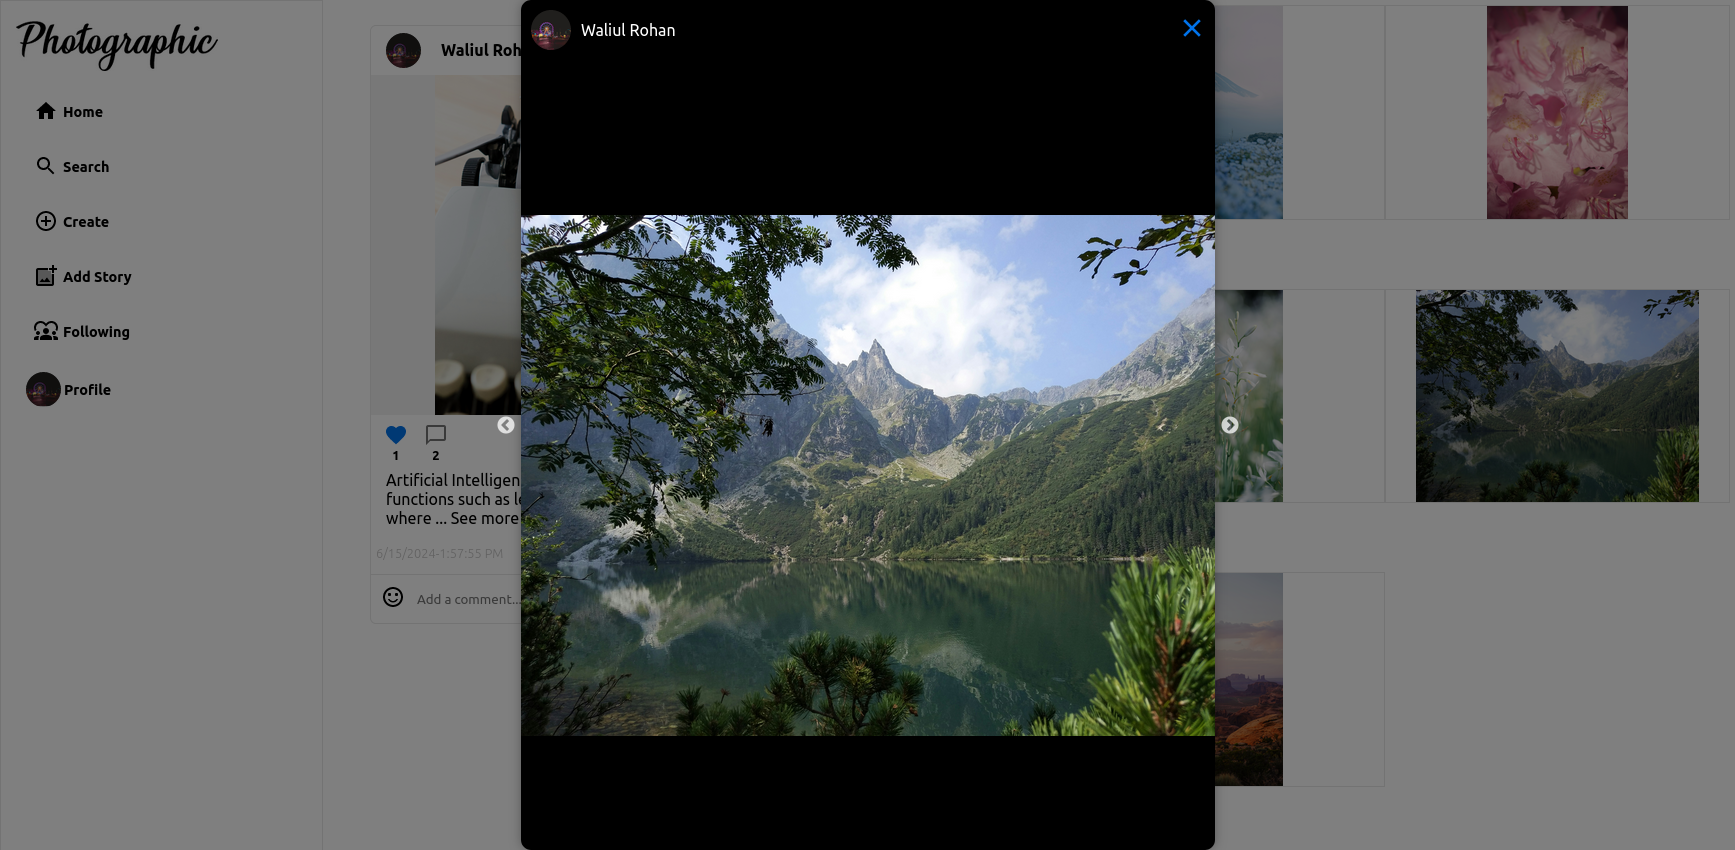 Photographic
Home
Search
Create
Add Story
Following
Profile
Waliul Roh
1
2
Artificial Intelligen
functions such as le
where ... See more
6/15/2024-1:57:55 PM
Add a comment...
Waliul Rohan